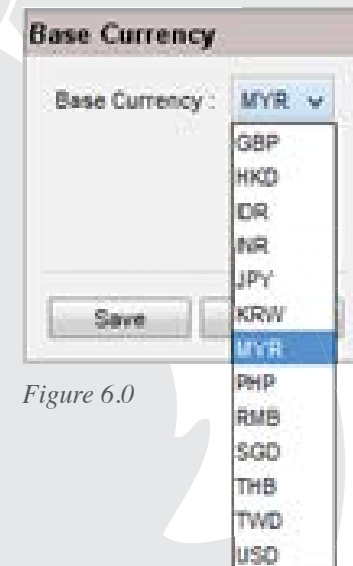 Base Currency
Base Currency : MYR
GBP
HKD
IDR
INR
JPY
Save
KRW
MYR
Figure 6.0
PHP
RMB
SGD
THB
TWD
USD